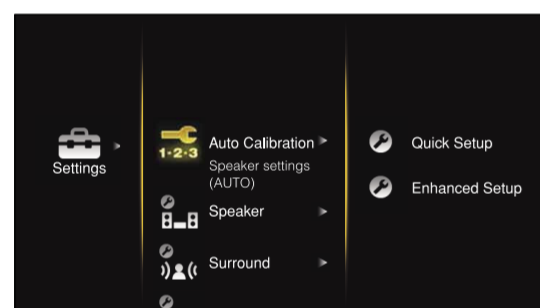 Settings
1·2·3
Auto Calibration
Speaker settings
(AUTO)
Speaker
Surround
Quick Setup
Enhanced Setup